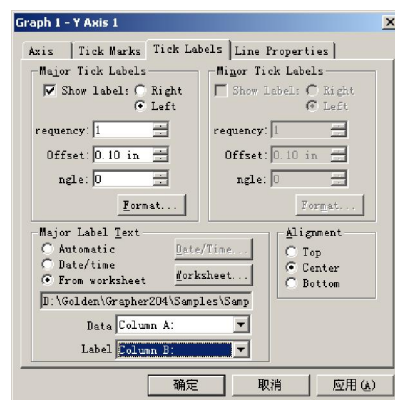 Graph 1 - Y Axis 1
Axis Tick Marks Tick Labels Line Properties
Major Tick Labels
Show label: Right
Left
requency: 1
Offset: 0.10 in
ngle: 0
Format...
Minor Tick Labels
Show label: Right
Left
requency: 1
Offset: 0.10 in
ngle: 0
Format...
Major Label Text
Automatic Date/Time...
Date/time
From worksheet Worksheet...
D:\Golden\Grapher204\Samples\Samp
Data Column A:
Label Column B:
Alignment
Top
Center
Bottom
确定 取消 应用(A)